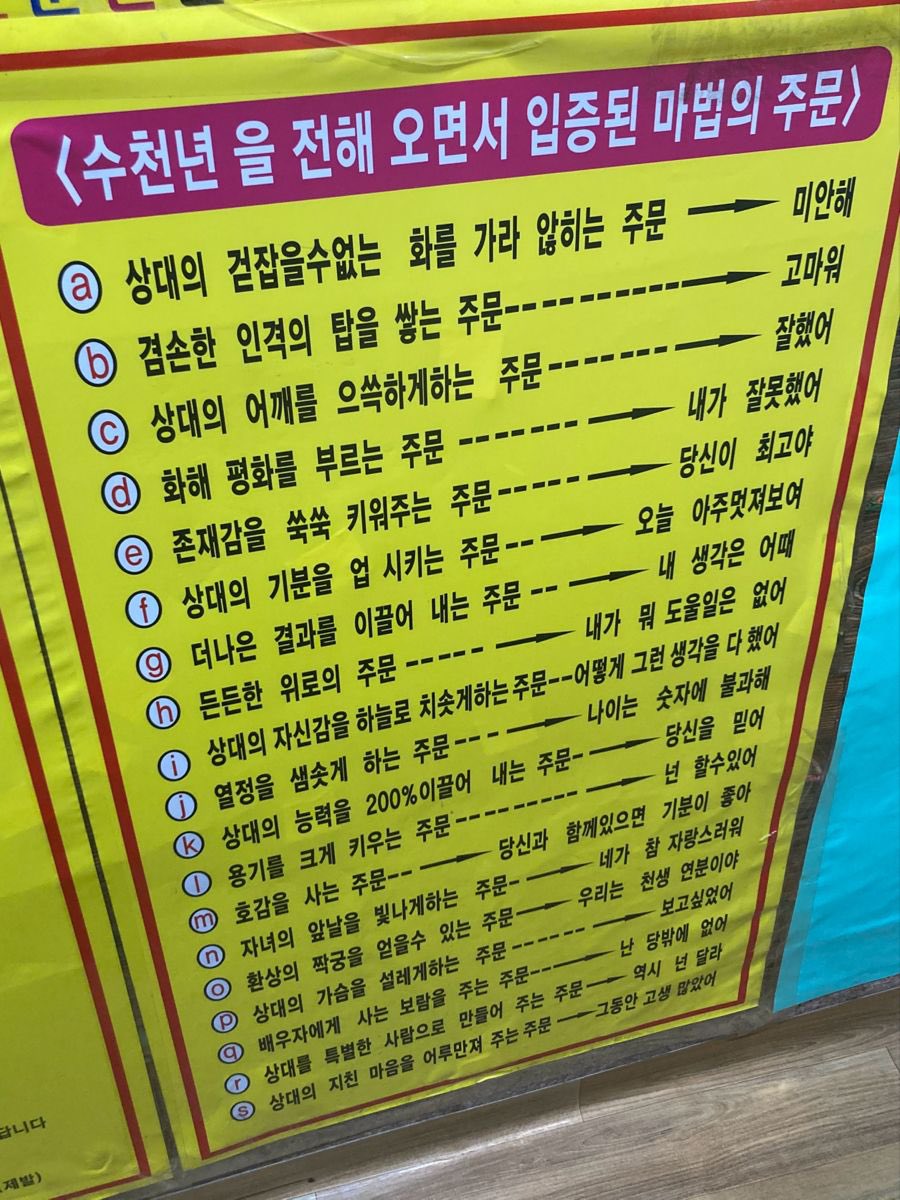 <수천년 을 전해 오면서 입증된 마법의 주문>
a 상대의 걷잡을수없는 화를 가라 않히는 주문 → 미안해
b 겸손한 인격의 탑을 쌓는 주문 → 고마워
c 상대의 어깨를 으쓱하게하는 주문 → 잘했어
d 화해 평화를 부르는 주문 → 내가 잘못했어
e 존재감을 쑥쑥 키워주는 주문 → 당신이 최고야
f 상대의 기분을 업 시키는 주문 → 오늘 아주멋져보여
g 더나은 결과를 이끌어 내는 주문 → 내 생각은 어때
h 든든한 위로의 주문 → 내가 뭐 도울일은 없어
i 상대의 자신감을 하늘로 치솟게하는 주문---어떻게 그런 생각을 다 했어
j 열정을 샘솟게 하는 주문 → 나이는 숫자에 불과해
k 상대의 능력을 200%이끌어 내는 주문 → 당신을 믿어
l 용기를 크게 키우는 주문 → 넌 할수있어
m 호감을 사는 주문 → 당신과 함께있으면 기분이 좋아
n 자녀의 앞날을 빛나게하는 주문 → 네가 참 자랑스러워
o 환상의 짝궁을 얻을수 있는 주문 → 우리는 천생 연분이야
p 상대의 가슴을 설레게하는 주문 → 보고싶었어
q 배우자에게 사는 보람을 주는 주문 → 난 당밖에 없어
r 상대를 특별한 사람으로 만들어 주는 주문 → 역시 넌 달라
s 상대의 지친 마음을 어루만져 주는 주문 → 그동안 고생 많았어
답니다
제발)